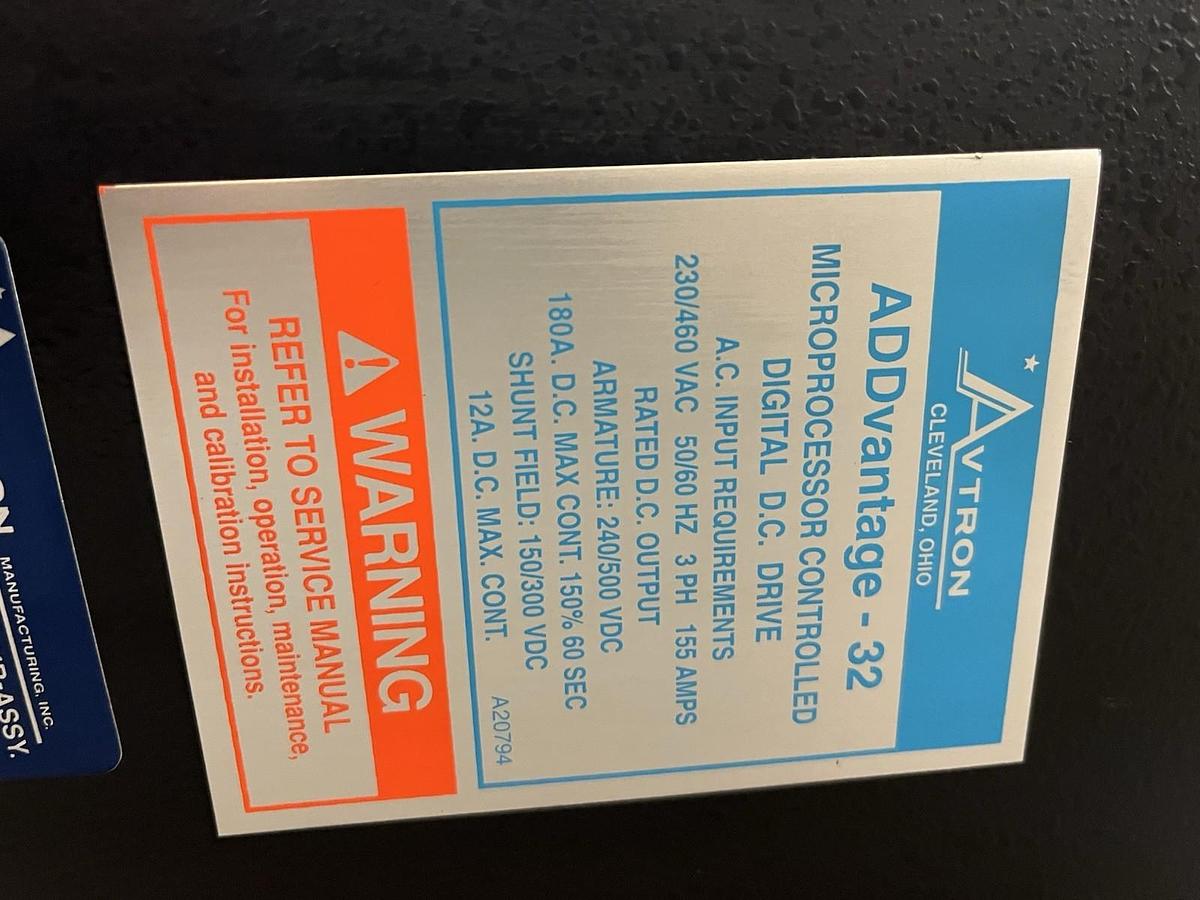 AVTRON
CLEVELAND, OHIO
ADDvantage - 32
MICROPROCESSOR CONTROLLED
DIGITAL D.C. DRIVE
A.C. INPUT REQUIREMENTS
230/460 VAC 50/60 HZ 3 PH 155 AMPS
RATED D.C. OUTPUT
ARMATURE: 240/500 VDC
180A. D.C. MAX CONT. 150% 60 SEC
SHUNT FIELD: 150/300 VDC
12A. D.C. MAX. CONT.
A20794
WARNING
REFER TO SERVICE MANUAL
For installation, operation, maintenance,
and calibration instructions.
MANUFACTURING, INC.